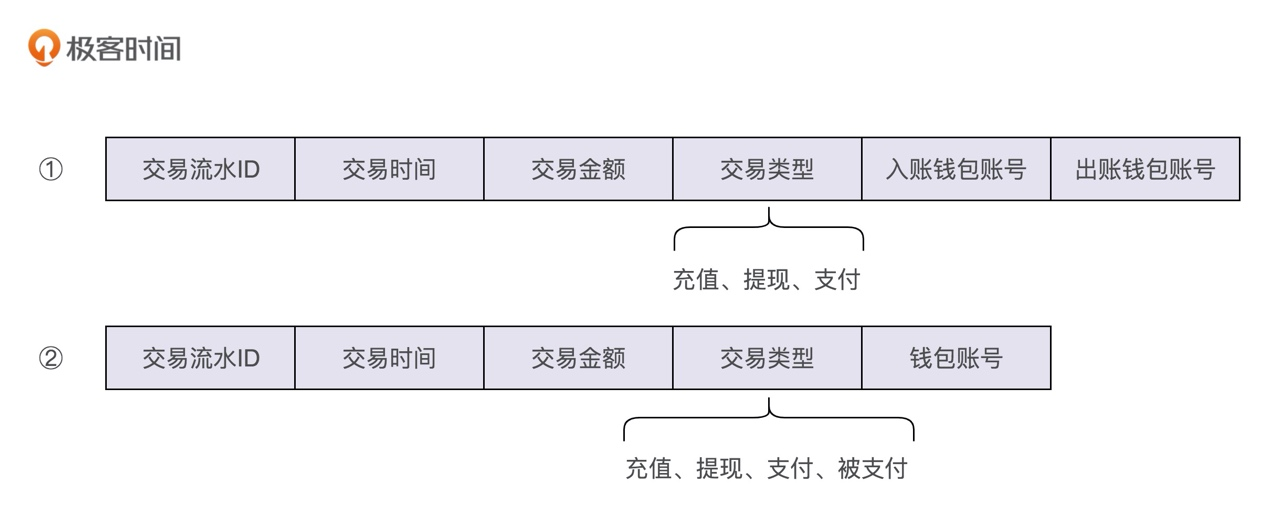 极客时间
① 交易流水ID 交易时间 交易金额 交易类型 入账钱包账号 出账钱包账号
充值、提现、支付
② 交易流水ID 交易时间 交易金额 交易类型 钱包账号
充值、提现、支付、被支付